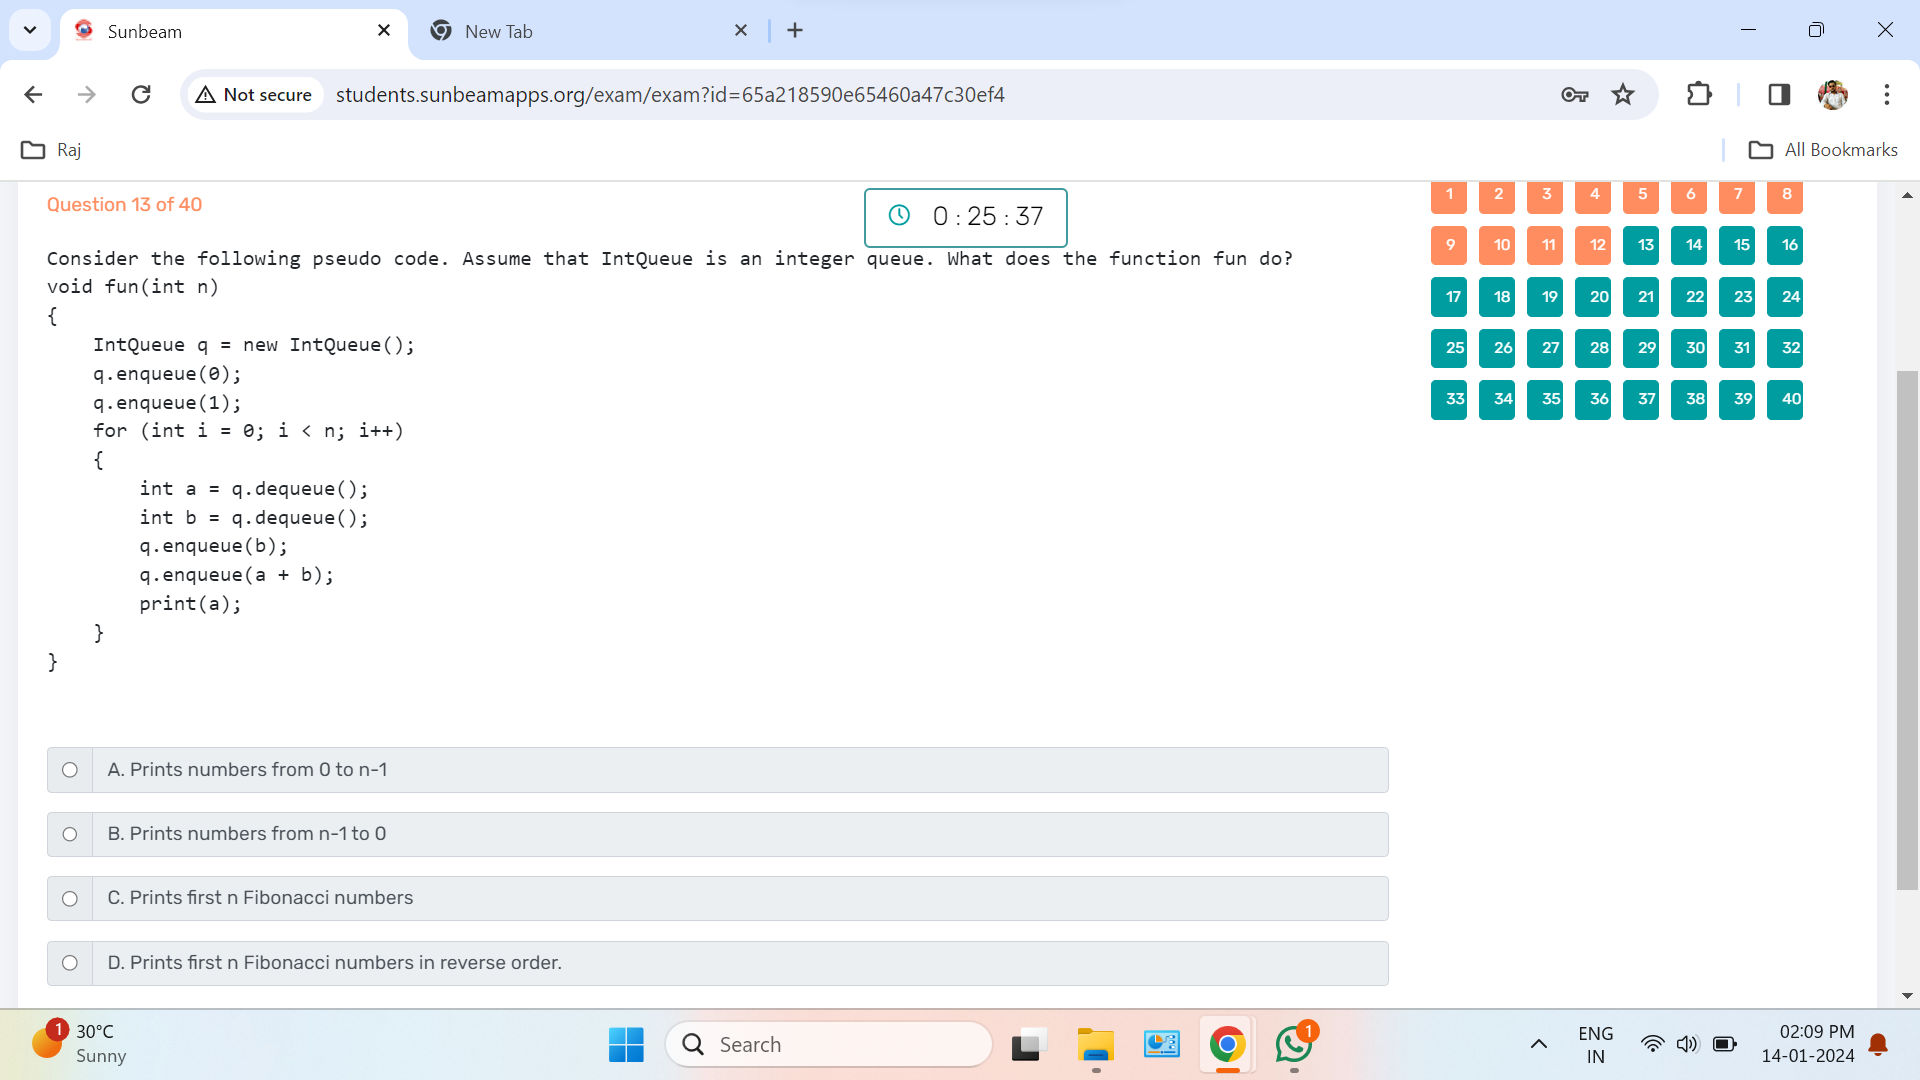 Sunbeam
New Tab
Not secure
students.sunbeamapps.org/exam/exam?id=65a218590e65460a47c30ef4
Raj
All Bookmarks
Question 13 of 40
0 : 25 : 37
1 2 3 4 5 6 7 8
9 10 11 12 13 14 15 16
17 18 19 20 21 22 23 24
25 26 27 28 29 30 31 32
33 34 35 36 37 38 39 40
Consider the following pseudo code. Assume that IntQueue is an integer queue. What does the function fun do?
void fun(int n)
{
    IntQueue q = new IntQueue();
    q.enqueue(0);
    q.enqueue(1);
    for (int i = 0; i < n; i++)
    {
        int a = q.dequeue();
        int b = q.dequeue();
        q.enqueue(b);
        q.enqueue(a + b);
        print(a);
    }
}
A. Prints numbers from 0 to n-1
B. Prints numbers from n-1 to 0
C. Prints first n Fibonacci numbers
D. Prints first n Fibonacci numbers in reverse order.
1
30°C
Sunny
Search
1
ENG
IN
02:09 PM
14-01-2024